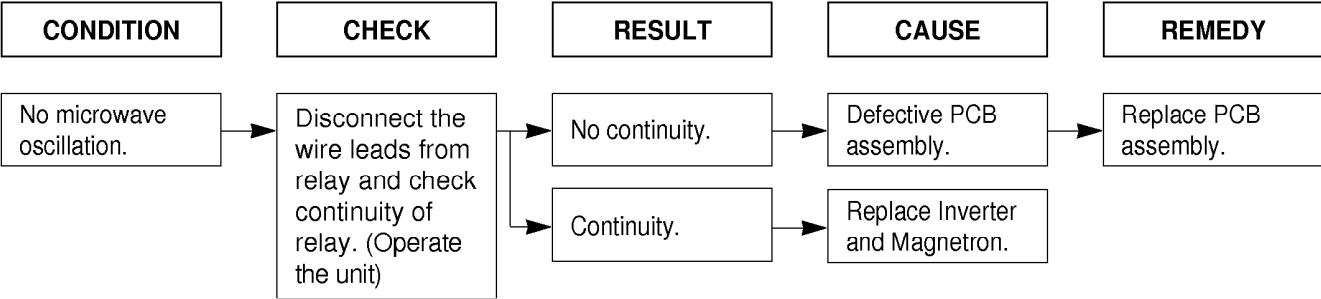 CONDITION
CHECK
RESULT
CAUSE
REMEDY
No microwave
oscillation.
Disconnect the
wire leads from
relay and check
continuity of
relay. (Operate
the unit)
No continuity.
Defective PCB
assembly.
Replace PCB
assembly.
Continuity.
Replace Inverter
and Magnetron.